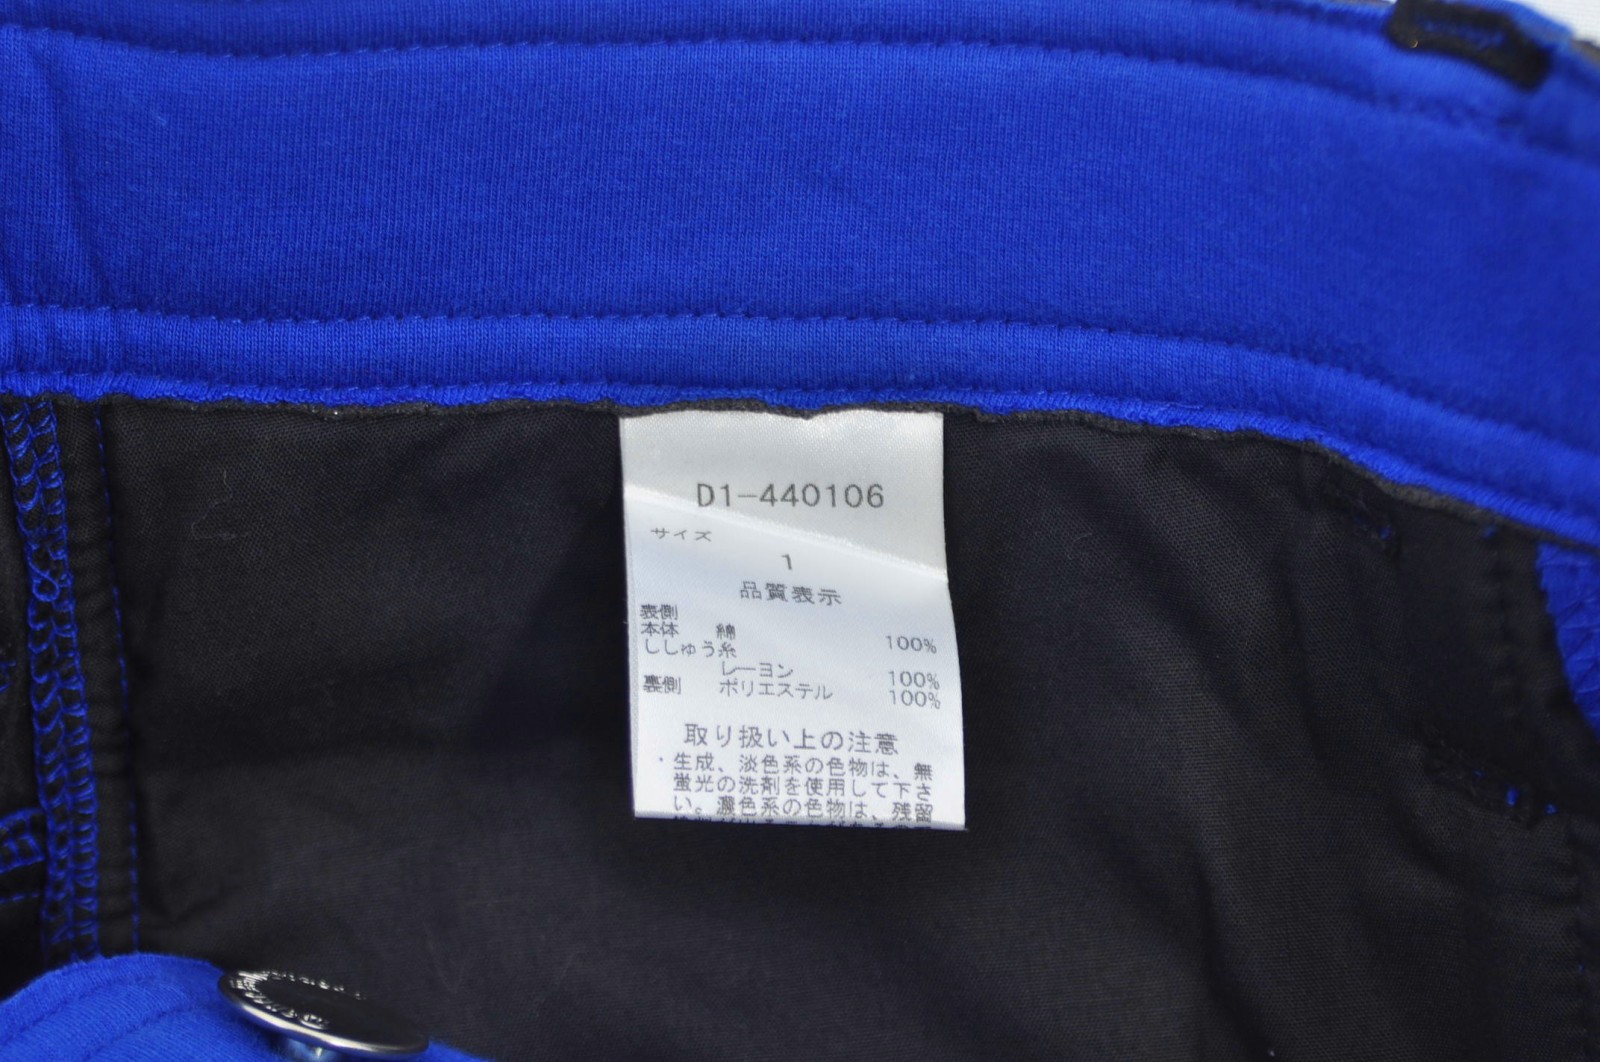 D1-440106
サイズ
1
品質表示
表側
本体 綿 100%
ししゅう糸
レーヨン 100%
裏側 ポリエステル 100%
取り扱い上の注意
・生成、淡色系の色物は、無
蛍光の洗剤を使用して下さ
い。濃色系の色物は、残留